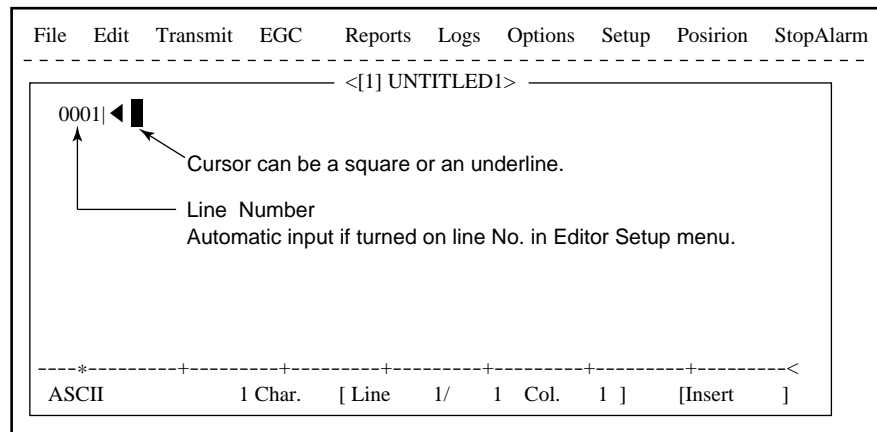 File Edit Transmit EGC Reports Logs Options Setup Posirion StopAlarm
<[1] UNTITLED1>
0001|◀
Cursor can be a square or an underline.
Line Number
Automatic input if turned on line No. in Editor Setup menu.
----*---------+---------+---------+---------+---------+---------+---------<
ASCII 1 Char. [ Line 1/ 1 Col. 1 ] [Insert ]